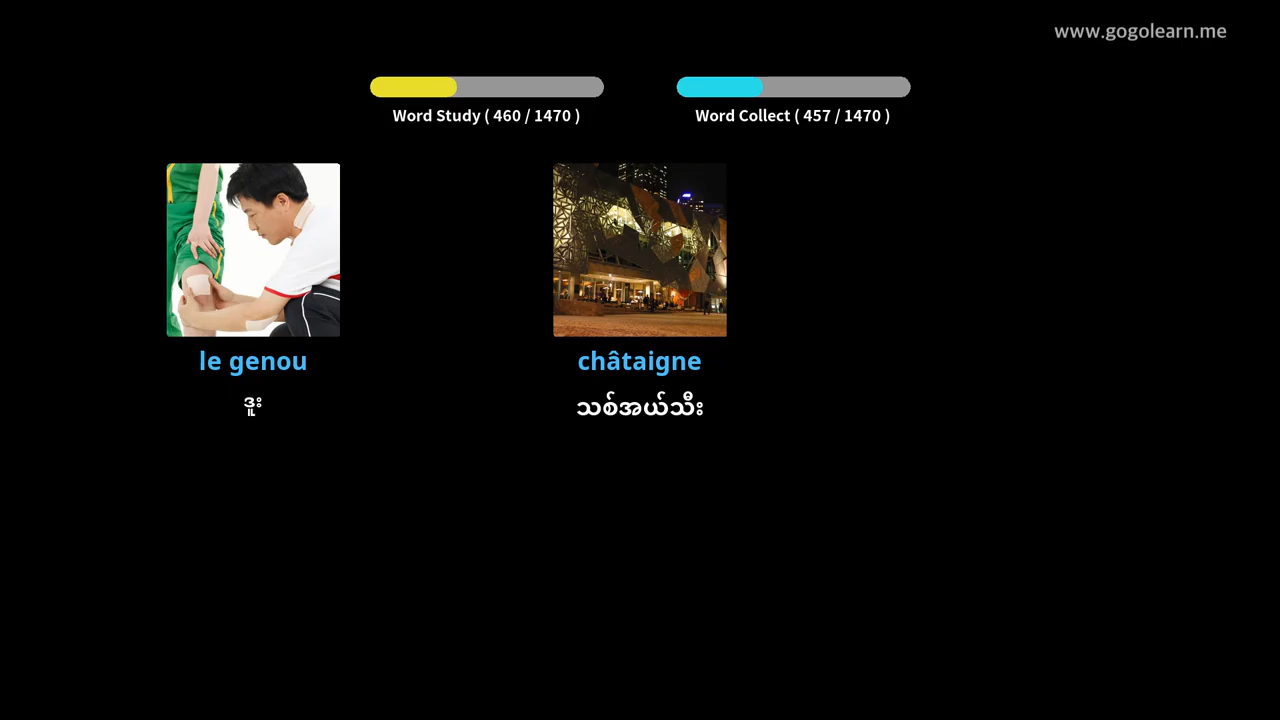 www.gogolearn.me
Word Study ( 460 / 1470 )
Word Collect ( 457 / 1470 )
le genou
ဒူး
châtaigne
သစ်အယ်သီး